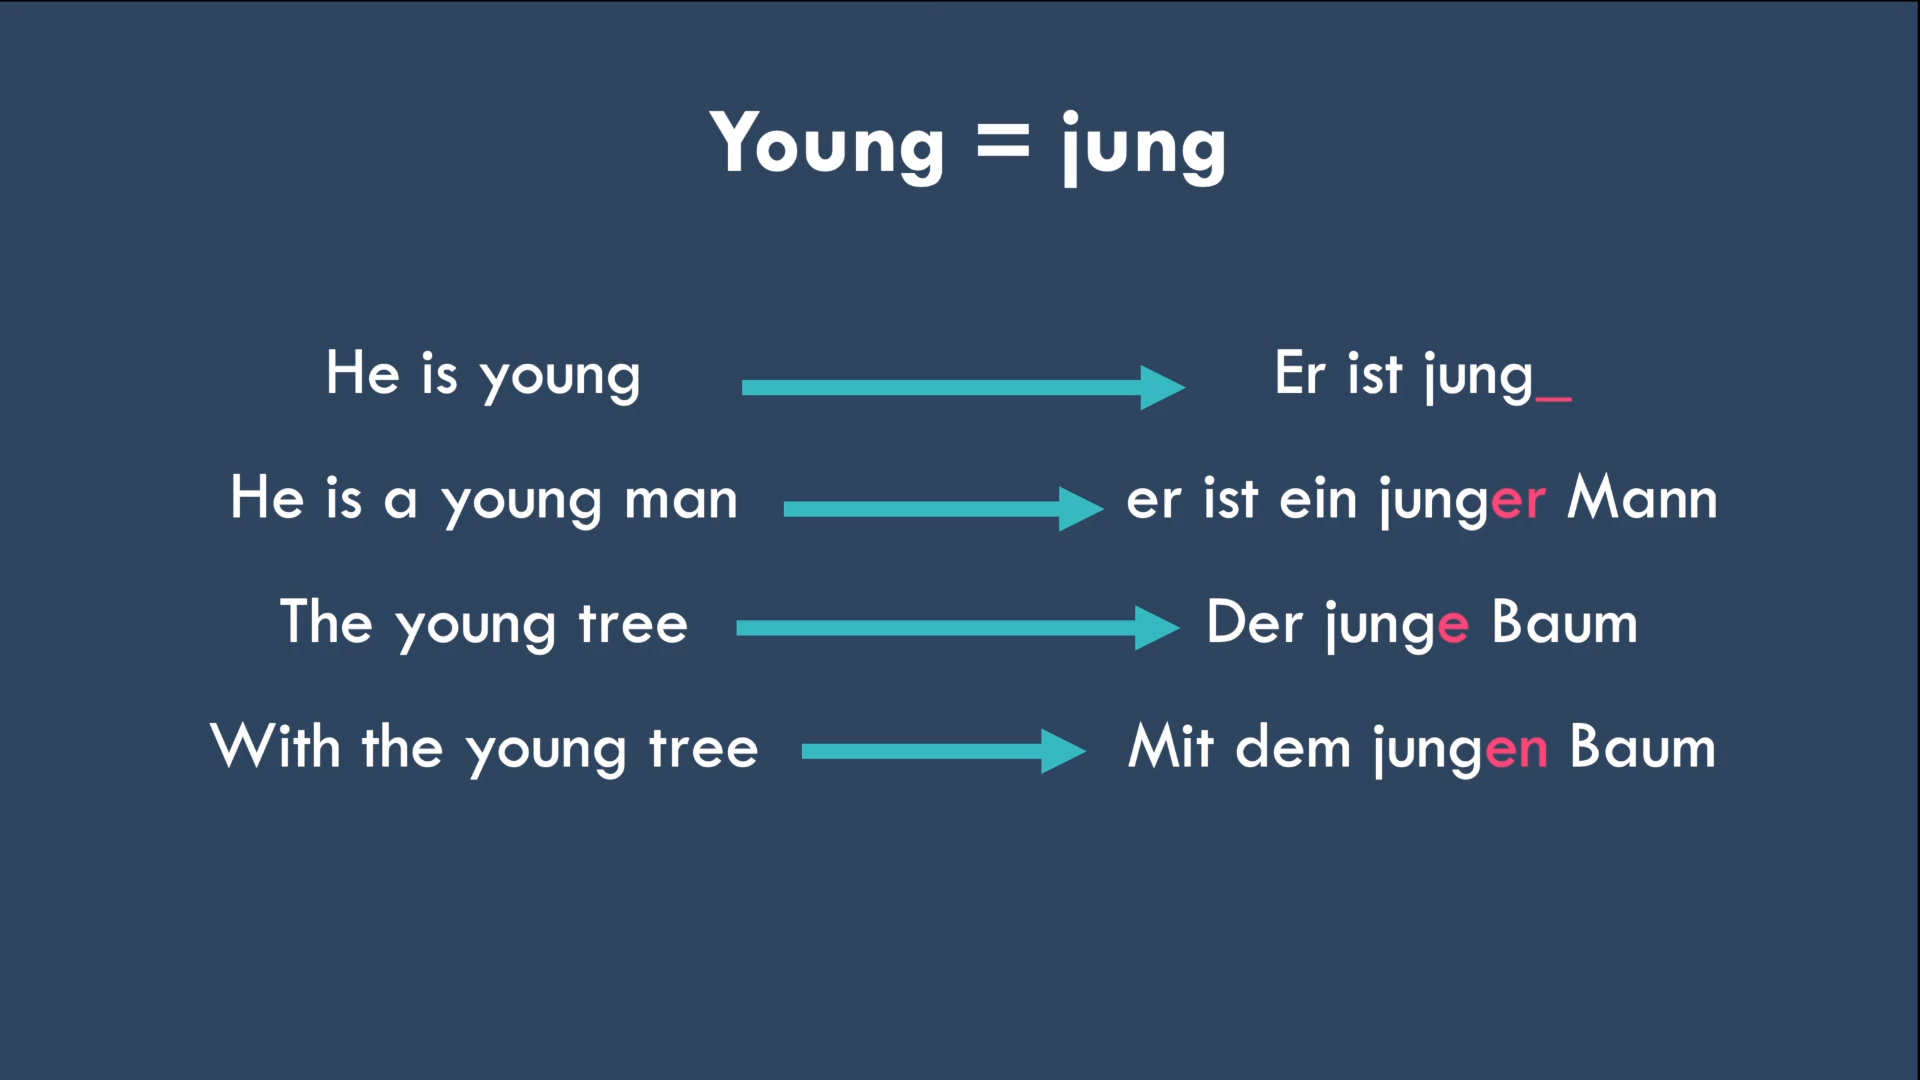 Young = jung
He is young Er ist jung_
He is a young man er ist ein junger Mann
The young tree Der junge Baum
With the young tree Mit dem jungen Baum